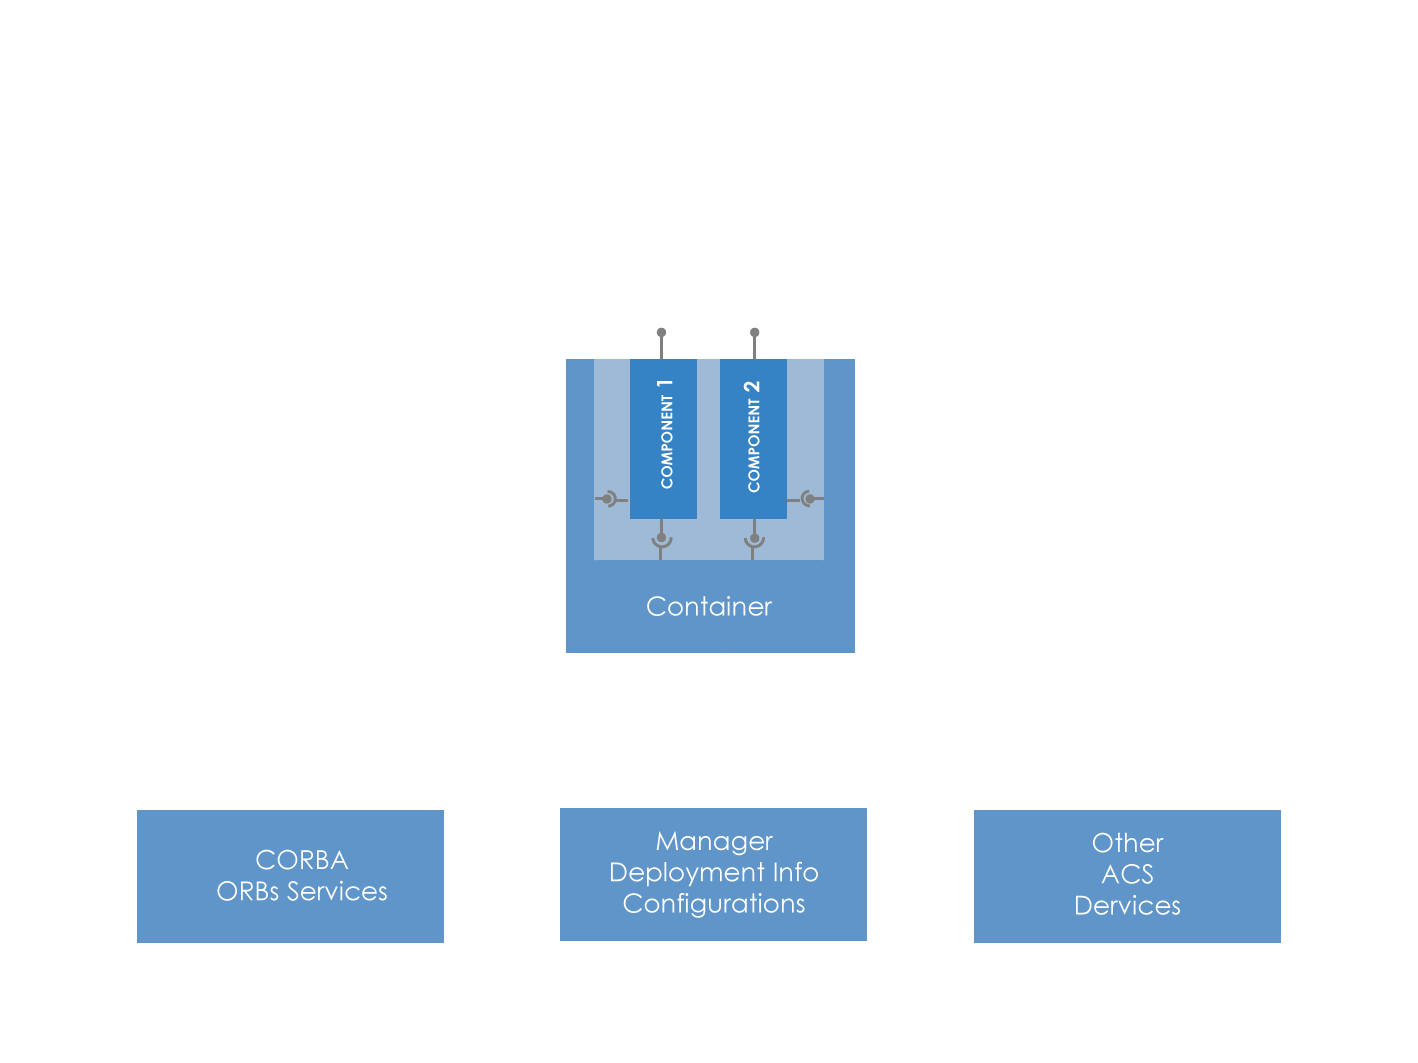 COMPONENT 1
COMPONENT 2
Container
CORBA
ORBs Services
Manager
Deployment Info
Configurations
Other
ACS
Dervices